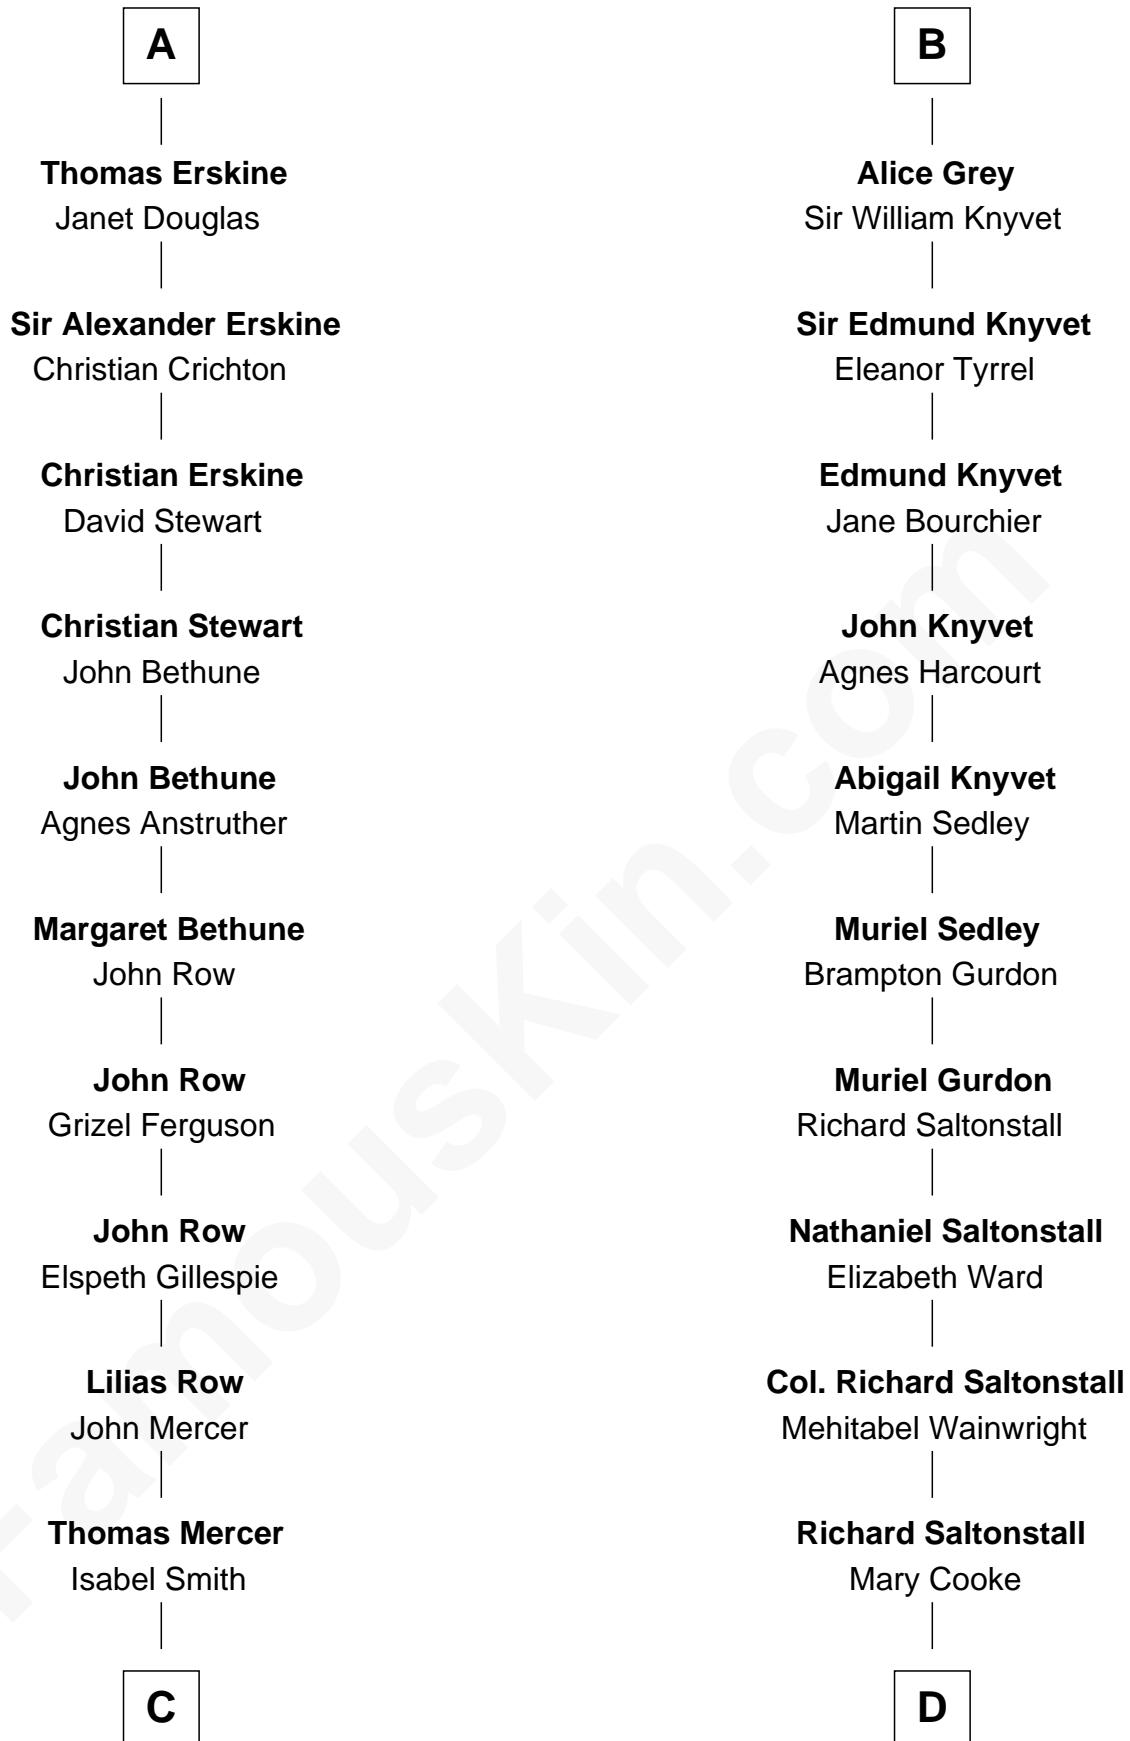 A
Thomas Erskine
Janet Douglas
Sir Alexander Erskine
Christian Crichton
Christian Erskine
David Stewart
Christian Stewart
John Bethune
John Bethune
Agnes Anstruther
Margaret Bethune
John Row
John Row
Grizel Ferguson
John Row
Elspeth Gillespie
Lilias Row
John Mercer
Thomas Mercer
Isabel Smith
C
B
Alice Grey
Sir William Knyvet
Sir Edmund Knyvet
Eleanor Tyrrel
Edmund Knyvet
Jane Bourchier
John Knyvet
Agnes Harcourt
Abigail Knyvet
Martin Sedley
Muriel Sedley
Brampton Gurdon
Muriel Gurdon
Richard Saltonstall
Nathaniel Saltonstall
Elizabeth Ward
Col. Richard Saltonstall
Mehitabel Wainwright
Richard Saltonstall
Mary Cooke
D
FamousKin.com